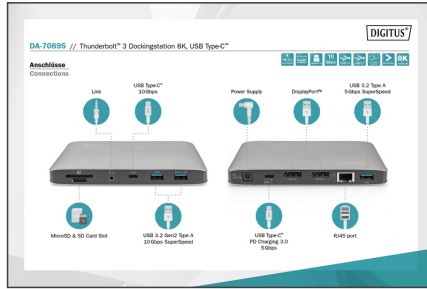 DIGITUS®
DA-70895 // Thunderbolt™ 3 Dockingstation 8K, USB Type-C™
Anschlüsse
Connections
10
Gbps
8K
Link
USB Type-C™
10Gbps
Power Supply
DisplayPort™
USB 3.2 Type A
5Gbps SuperSpeed
MicroSD & SD Card Slot
USB 3.2 Gen2 Type A
10Gbps SuperSpeed
USB Type-C™
PD Charging 3.0
5Gbps
RJ45 port